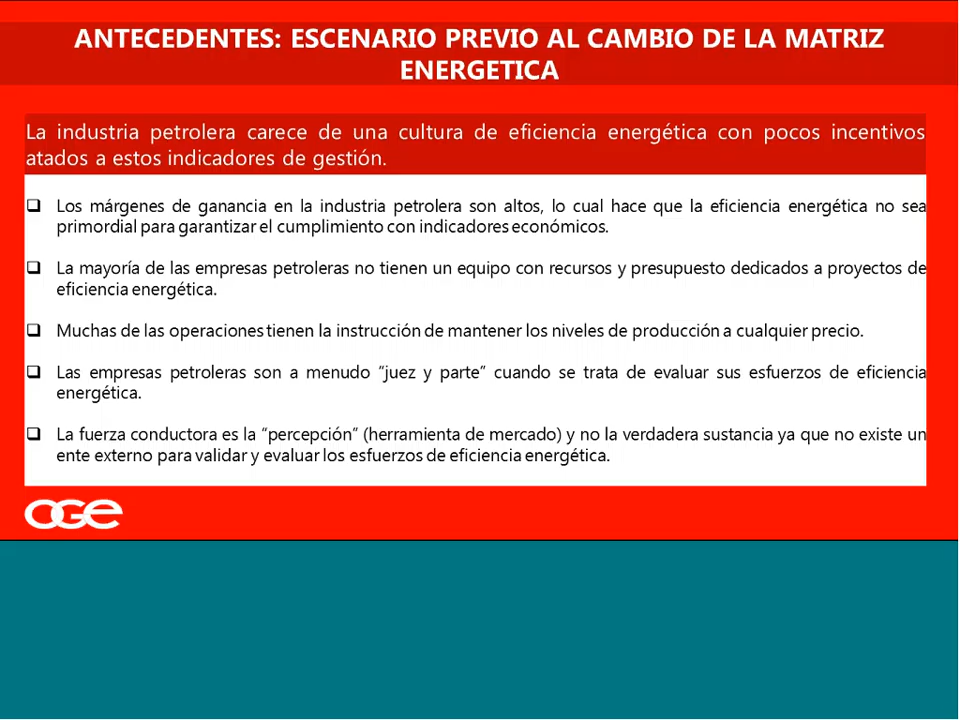 ANTECEDENTES: ESCENARIO PREVIO AL CAMBIO DE LA MATRIZ
ENERGETICA
La industria petrolera carece de una cultura de eficiencia energética con pocos incentivos
atados a estos indicadores de gestión.
❑ Los márgenes de ganancia en la industria petrolera son altos, lo cual hace que la eficiencia energética no sea
primordial para garantizar el cumplimiento con indicadores económicos.
❑ La mayoría de las empresas petroleras no tienen un equipo con recursos y presupuesto dedicados a proyectos de
eficiencia energética.
❑ Muchas de las operaciones tienen la instrucción de mantener los niveles de producción a cualquier precio.
❑ Las empresas petroleras son a menudo “juez y parte” cuando se trata de evaluar sus esfuerzos de eficiencia
energética.
❑ La fuerza conductora es la “percepción” (herramienta de mercado) y no la verdadera sustancia ya que no existe un
ente externo para validar y evaluar los esfuerzos de eficiencia energética.
OGE